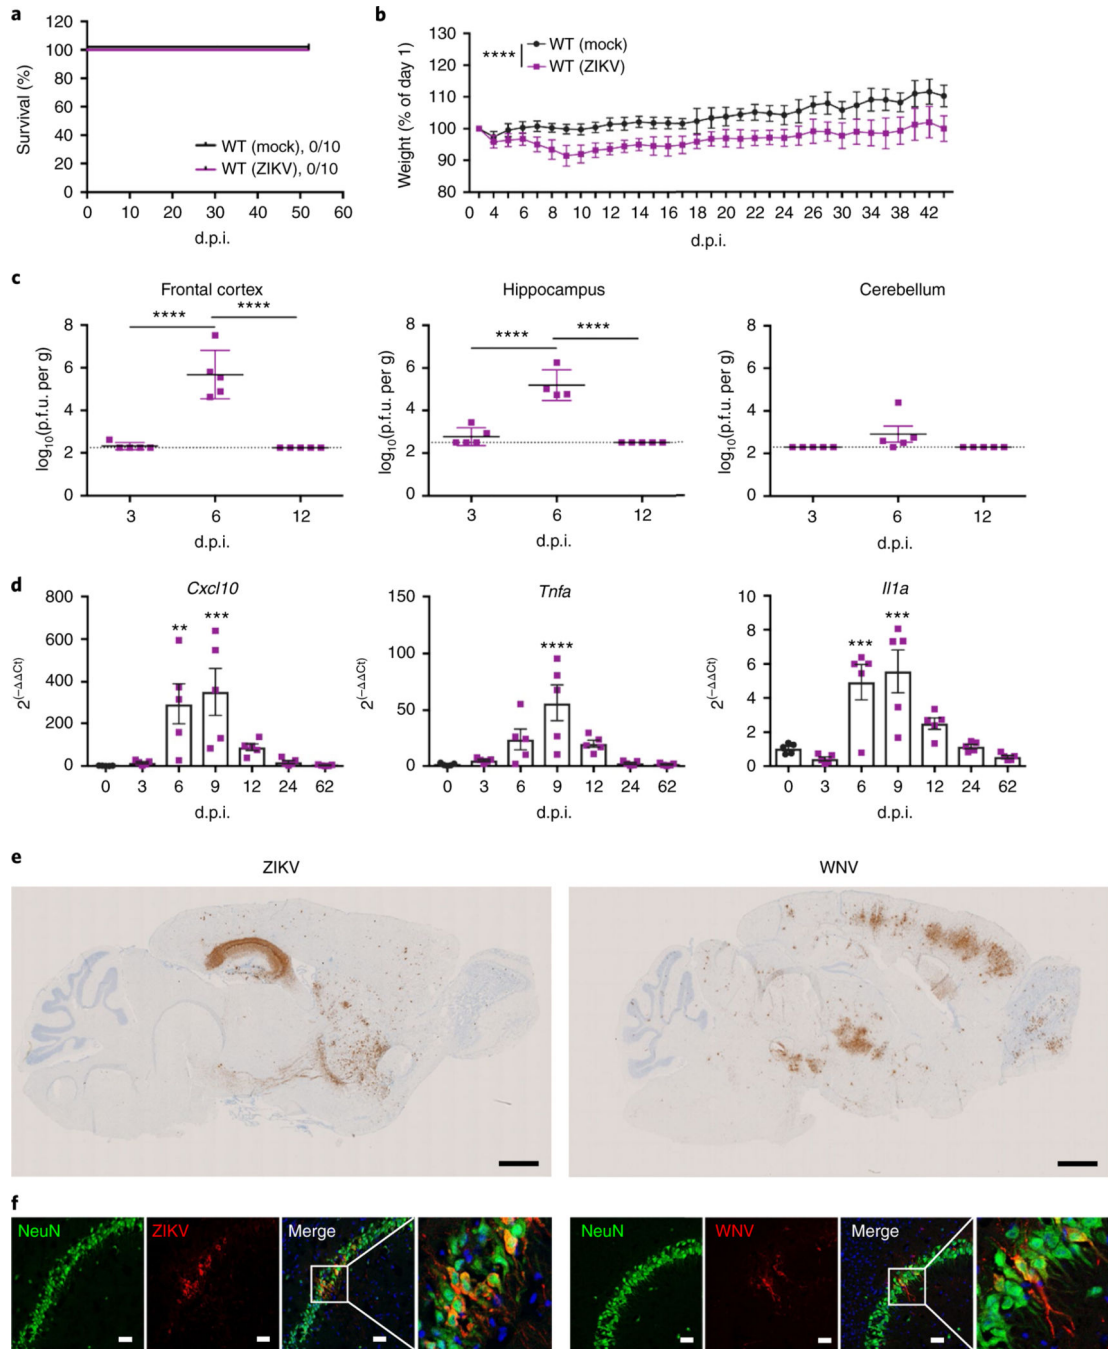 a
120
100
80
60
40
20
0
Survival (%)
WT (mock), 0/10
WT (ZIKV), 0/10
0 10 20 30 40 50 60
d.p.i.
b
130
120
110
100
90
80
Weight (% of day 1)
****
WT (mock)
WT (ZIKV)
0 2 4 6 8 10 12 14 16 18 20 22 24 26 28 30 34 38 42
d.p.i.
c
Frontal cortex
**** ****
8
6
4
2
0
log₁₀(p.f.u. per g)
3 6 12
d.p.i.
Hippocampus
**** ****
8
6
4
2
0
log₁₀(p.f.u. per g)
3 6 12
d.p.i.
Cerebellum
8
6
4
2
0
log₁₀(p.f.u. per g)
3 6 12
d.p.i.
d
Cxcl10
** ***
800
600
400
200
0
2(−ΔΔCt)
0 3 6 9 12 24 62
d.p.i.
Tnfa
****
150
100
50
0
2(−ΔΔCt)
0 3 6 9 12 24 62
d.p.i.
Il1a
*** ***
10
8
6
4
2
0
2(−ΔΔCt)
0 3 6 9 12 24 62
d.p.i.
e
ZIKV
WNV
f
NeuN ZIKV Merge
NeuN WNV Merge